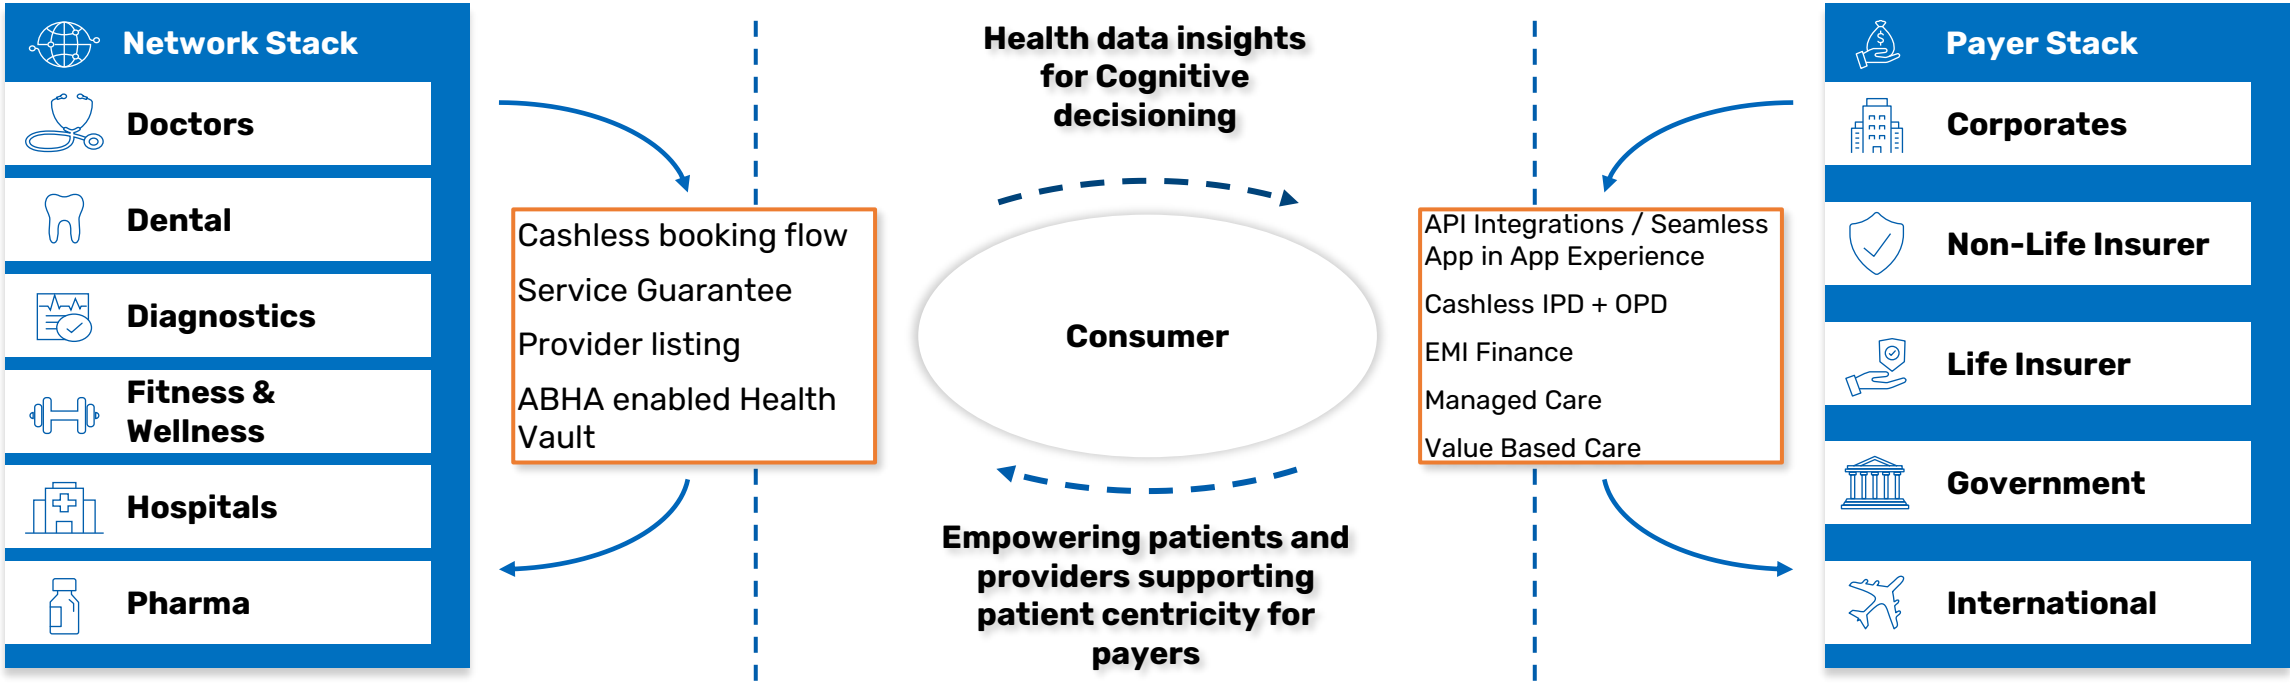 Network Stack
Doctors
Dental
Diagnostics
Fitness &
Wellness
Hospitals
Pharma
Cashless booking flow
Service Guarantee
Provider listing
ABHA enabled Health
Vault
Health data insights
for Cognitive
decisioning
Consumer
Empowering patients and
providers supporting
patient centricity for
payers
API Integrations / Seamless
App in App Experience
Cashless IPD + OPD
EMI Finance
Managed Care
Value Based Care
Payer Stack
Corporates
Non-Life Insurer
Life Insurer
Government
International